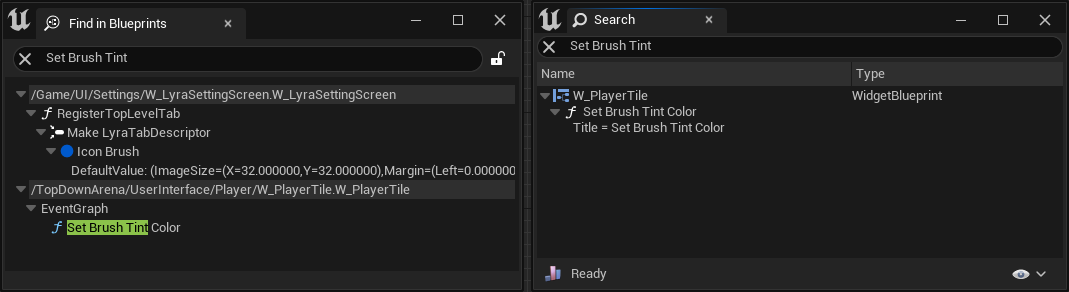 Find in Blueprints
Set Brush Tint
/Game/UI/Settings/W_LyraSettingScreen.W_LyraSettingScreen
RegisterTopLevelTab
Make LyraTabDescriptor
Icon Brush
DefaultValue: (ImageSize=(X=32.000000,Y=32.000000),Margin=(Left=0.000000
/TopDownArena/UserInterface/Player/W_PlayerTile.W_PlayerTile
EventGraph
Set Brush Tint Color
Search
Set Brush Tint
Name Type
W_PlayerTile WidgetBlueprint
Set Brush Tint Color
Title = Set Brush Tint Color
Ready